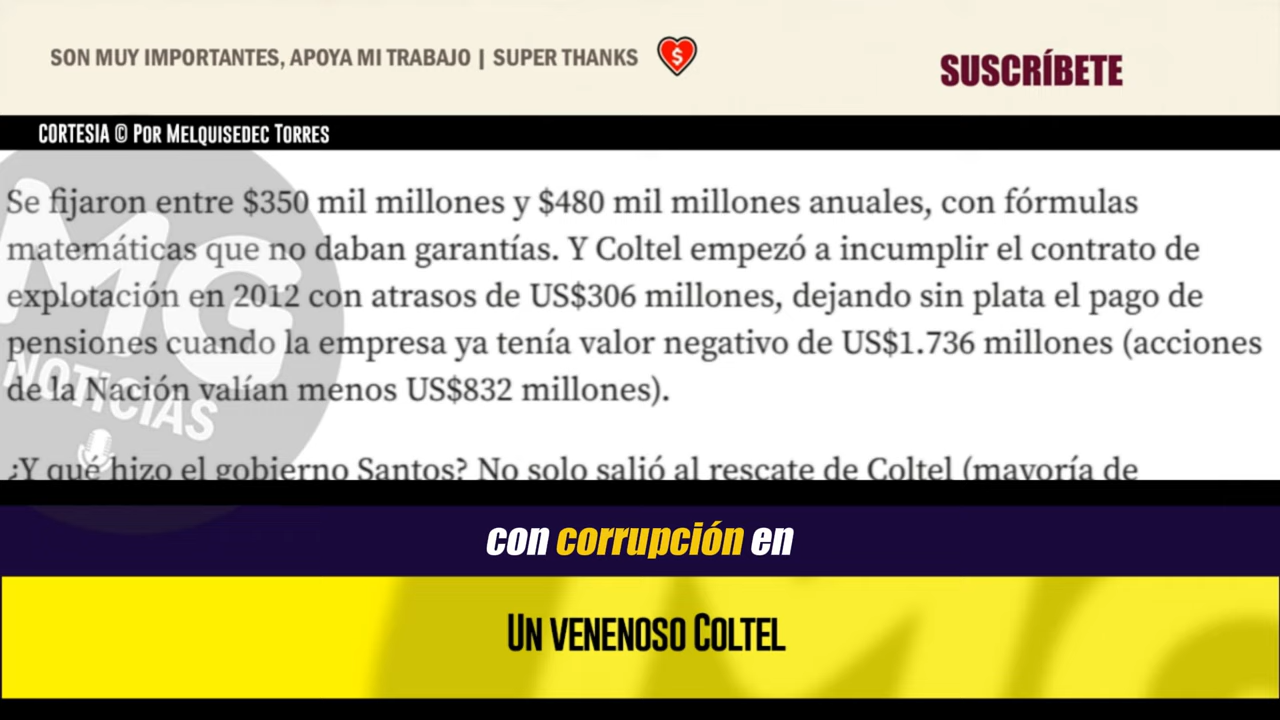 SON MUY IMPORTANTES, APOYA MI TRABAJO | SUPER THANKS $
SUSCRÍBETE
CORTESIA © POR MELQUISEDEC TORRES
Se fijaron entre $350 mil millones y $480 mil millones anuales, con fórmulas
matemáticas que no daban garantías. Y Coltel empezó a incumplir el contrato de
explotación en 2012 con atrasos de US$306 millones, dejando sin plata el pago de
pensiones cuando la empresa ya tenía valor negativo de US$1.736 millones (acciones
de la Nación valían menos US$832 millones).
¿Y qué hizo el gobierno Santos? No solo salió al rescate de Coltel (mayoría de
MG
NOTICIAS
con corrupción en
UN VENENOSO COLTEL